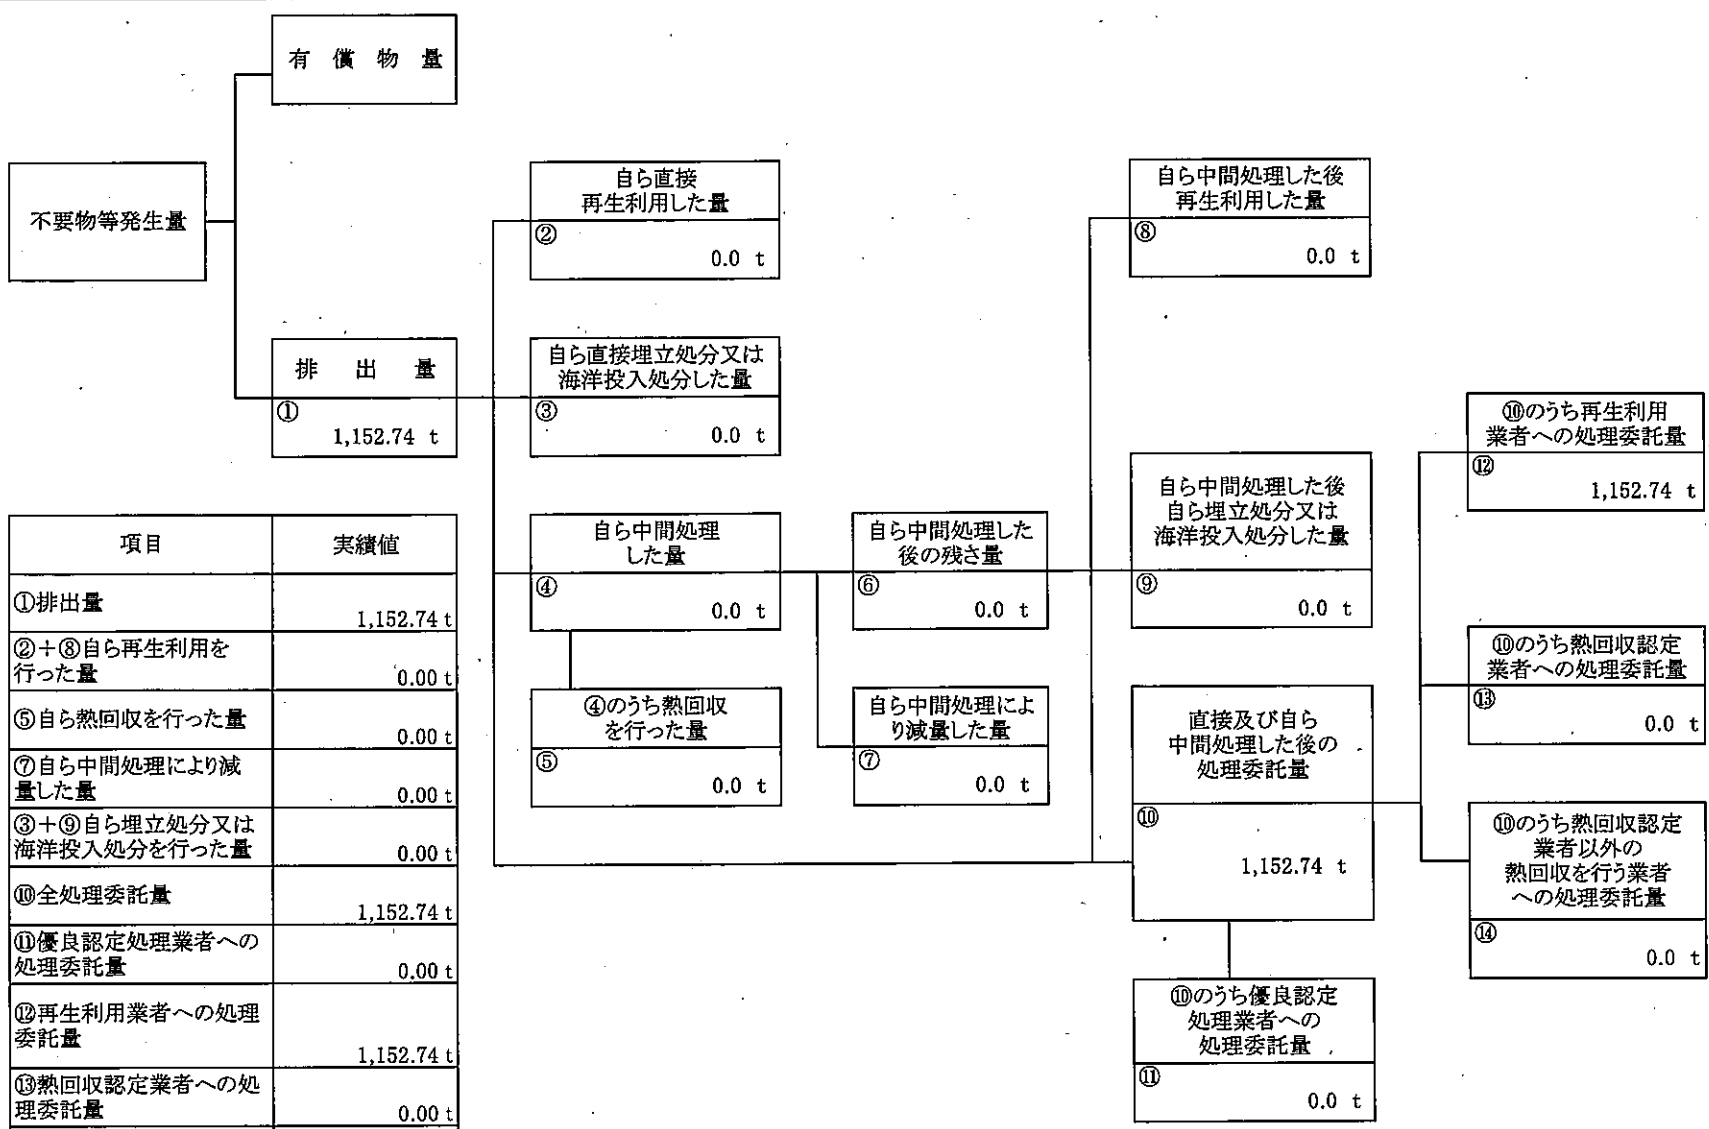 有償物量
不要物等発生量
排出量
①
1,152.74 t
自ら直接
再生利用した量
②
0.0 t
自ら直接埋立処分又は
海洋投入処分した量
③
0.0 t
自ら中間処理
した量
④
0.0 t
④のうち熱回収
を行った量
⑤
0.0 t
自ら中間処理した
後の残さ量
⑥
0.0 t
自ら中間処理によ
り減量した量
⑦
0.0 t
自ら中間処理した後
再生利用した量
⑧
0.0 t
自ら中間処理した後
自ら埋立処分又は
海洋投入処分した量
⑨
0.0 t
直接及び自ら
中間処理した後の
処理委託量
⑩
1,152.74 t
⑩のうち優良認定
処理業者への
処理委託量
⑪
0.0 t
⑩のうち再生利用
業者への処理委託量
⑫
1,152.74 t
⑩のうち熱回収認定
業者への処理委託量
⑬
0.0 t
⑩のうち熱回収認定
業者以外の
熱回収を行う業者
への処理委託量
⑭
0.0 t
項目 実績値
①排出量
1,152.74 t
②+⑧自ら再生利用を
行った量
0.00 t
⑤自ら熱回収を行った量
0.00 t
⑦自ら中間処理により減
量した量
0.00 t
③+⑨自ら埋立処分又は
海洋投入処分を行った量
0.00 t
⑩全処理委託量
1,152.74 t
⑪優良認定処理業者への
処理委託量
0.00 t
⑫再生利用業者への処理
委託量
1,152.74 t
⑬熱回収認定業者への処
理委託量
0.00 t